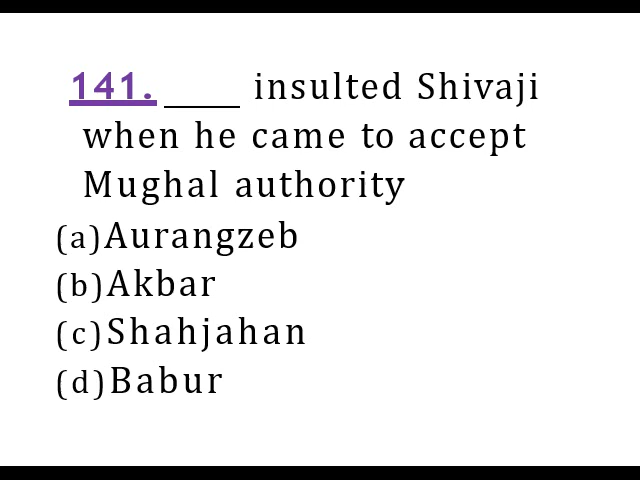 141. ____ insulted Shivaji
when he came to accept
Mughal authority
(a)Aurangzeb
(b)Akbar
(c)Shahjahan
(d)Babur